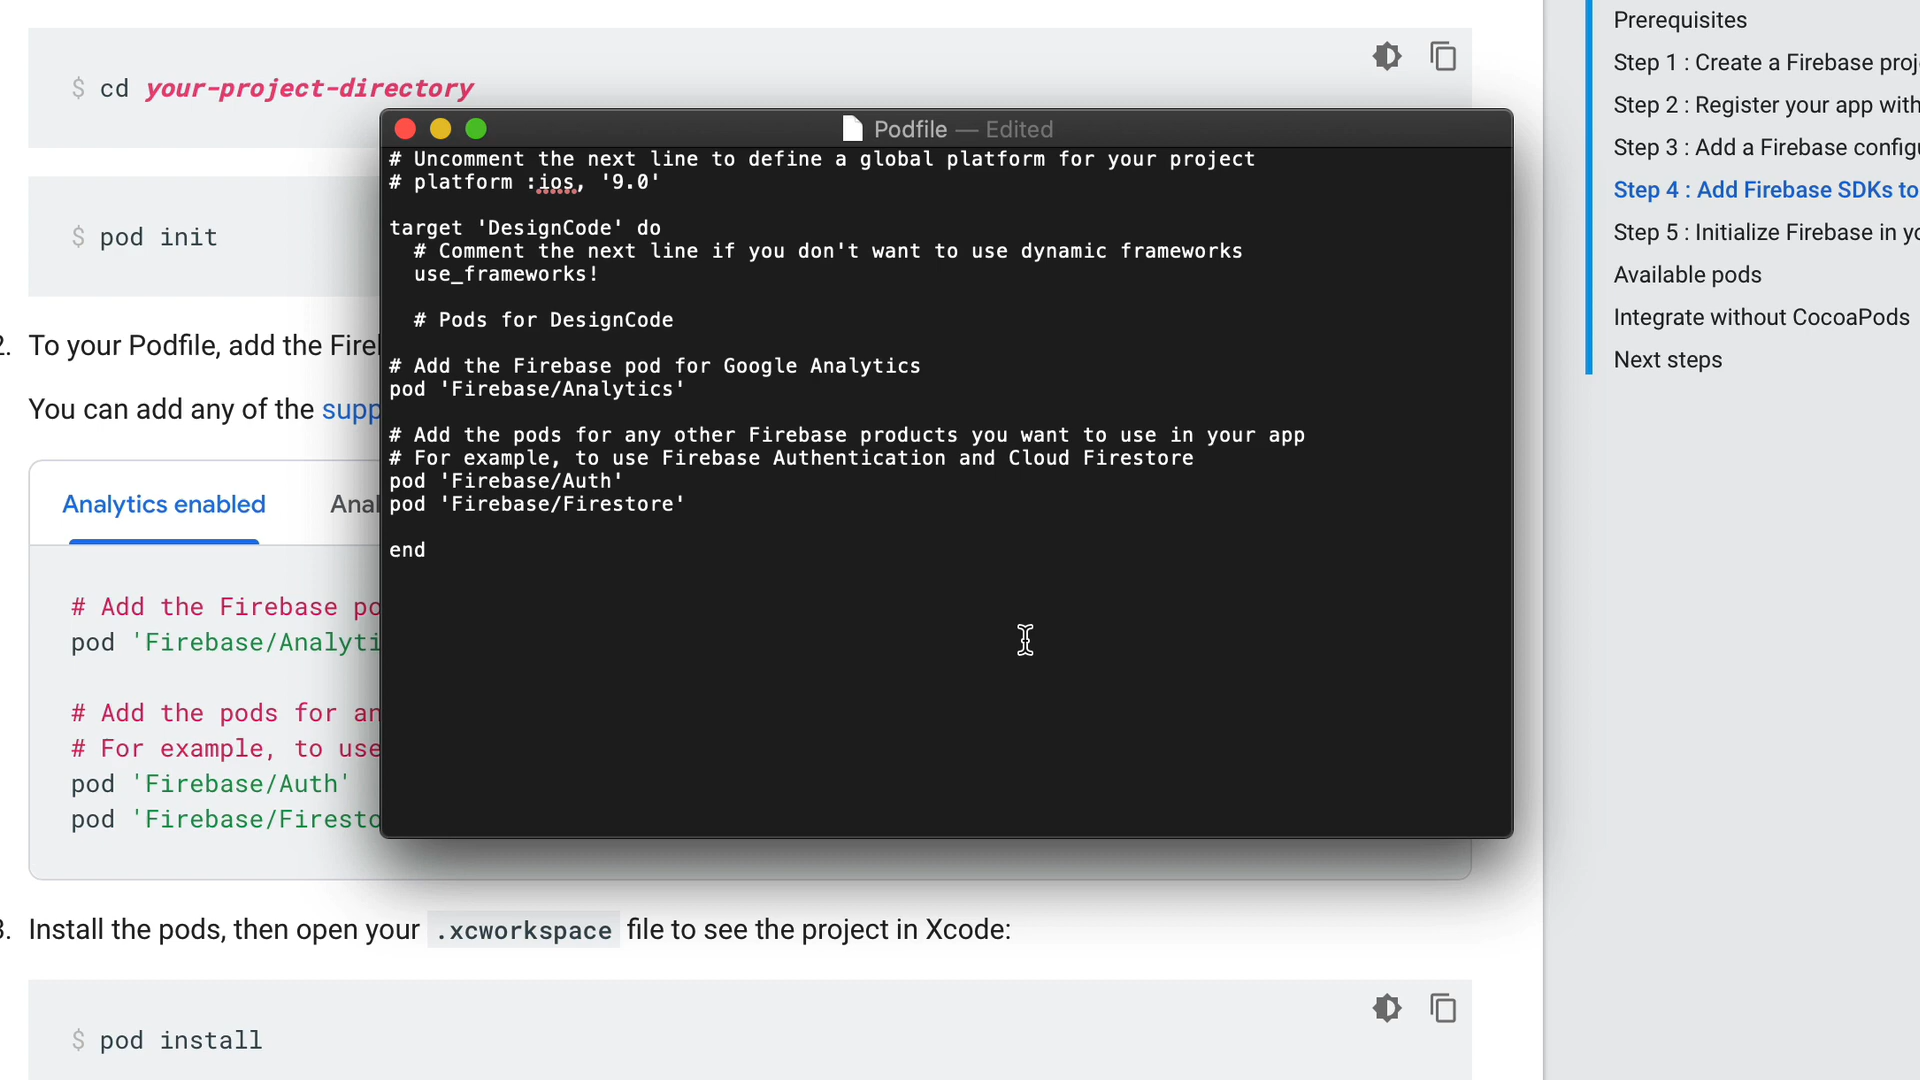 $ cd your-project-directory
$ pod init
2. To your Podfile, add the
You can add any of the
Analytics enabled
# Add the Firebase
pod 'Firebase/Analyti
# Add the pods for
# For example, to use
pod 'Firebase/Auth'
pod 'Firebase/Firesto
3. Install the pods, then open your .xcworkspace file to see the project in Xcode:
$ pod install
Podfile — Edited
# Uncomment the next line to define a global platform for your project
# platform :ios, '9.0'
target 'DesignCode' do
# Comment the next line if you don't want to use dynamic frameworks
use_frameworks!
# Pods for DesignCode
# Add the Firebase pod for Google Analytics
pod 'Firebase/Analytics'
# Add the pods for any other Firebase products you want to use in your app
# For example, to use Firebase Authentication and Cloud Firestore
pod 'Firebase/Auth'
pod 'Firebase/Firestore'
end
Prerequisites
Step 1 : Create a Firebase proj
Step 2 : Register your app with
Step 3 : Add a Firebase config
Step 4 : Add Firebase SDKs to
Step 5 : Initialize Firebase in yo
Available pods
Integrate without CocoaPods
Next steps